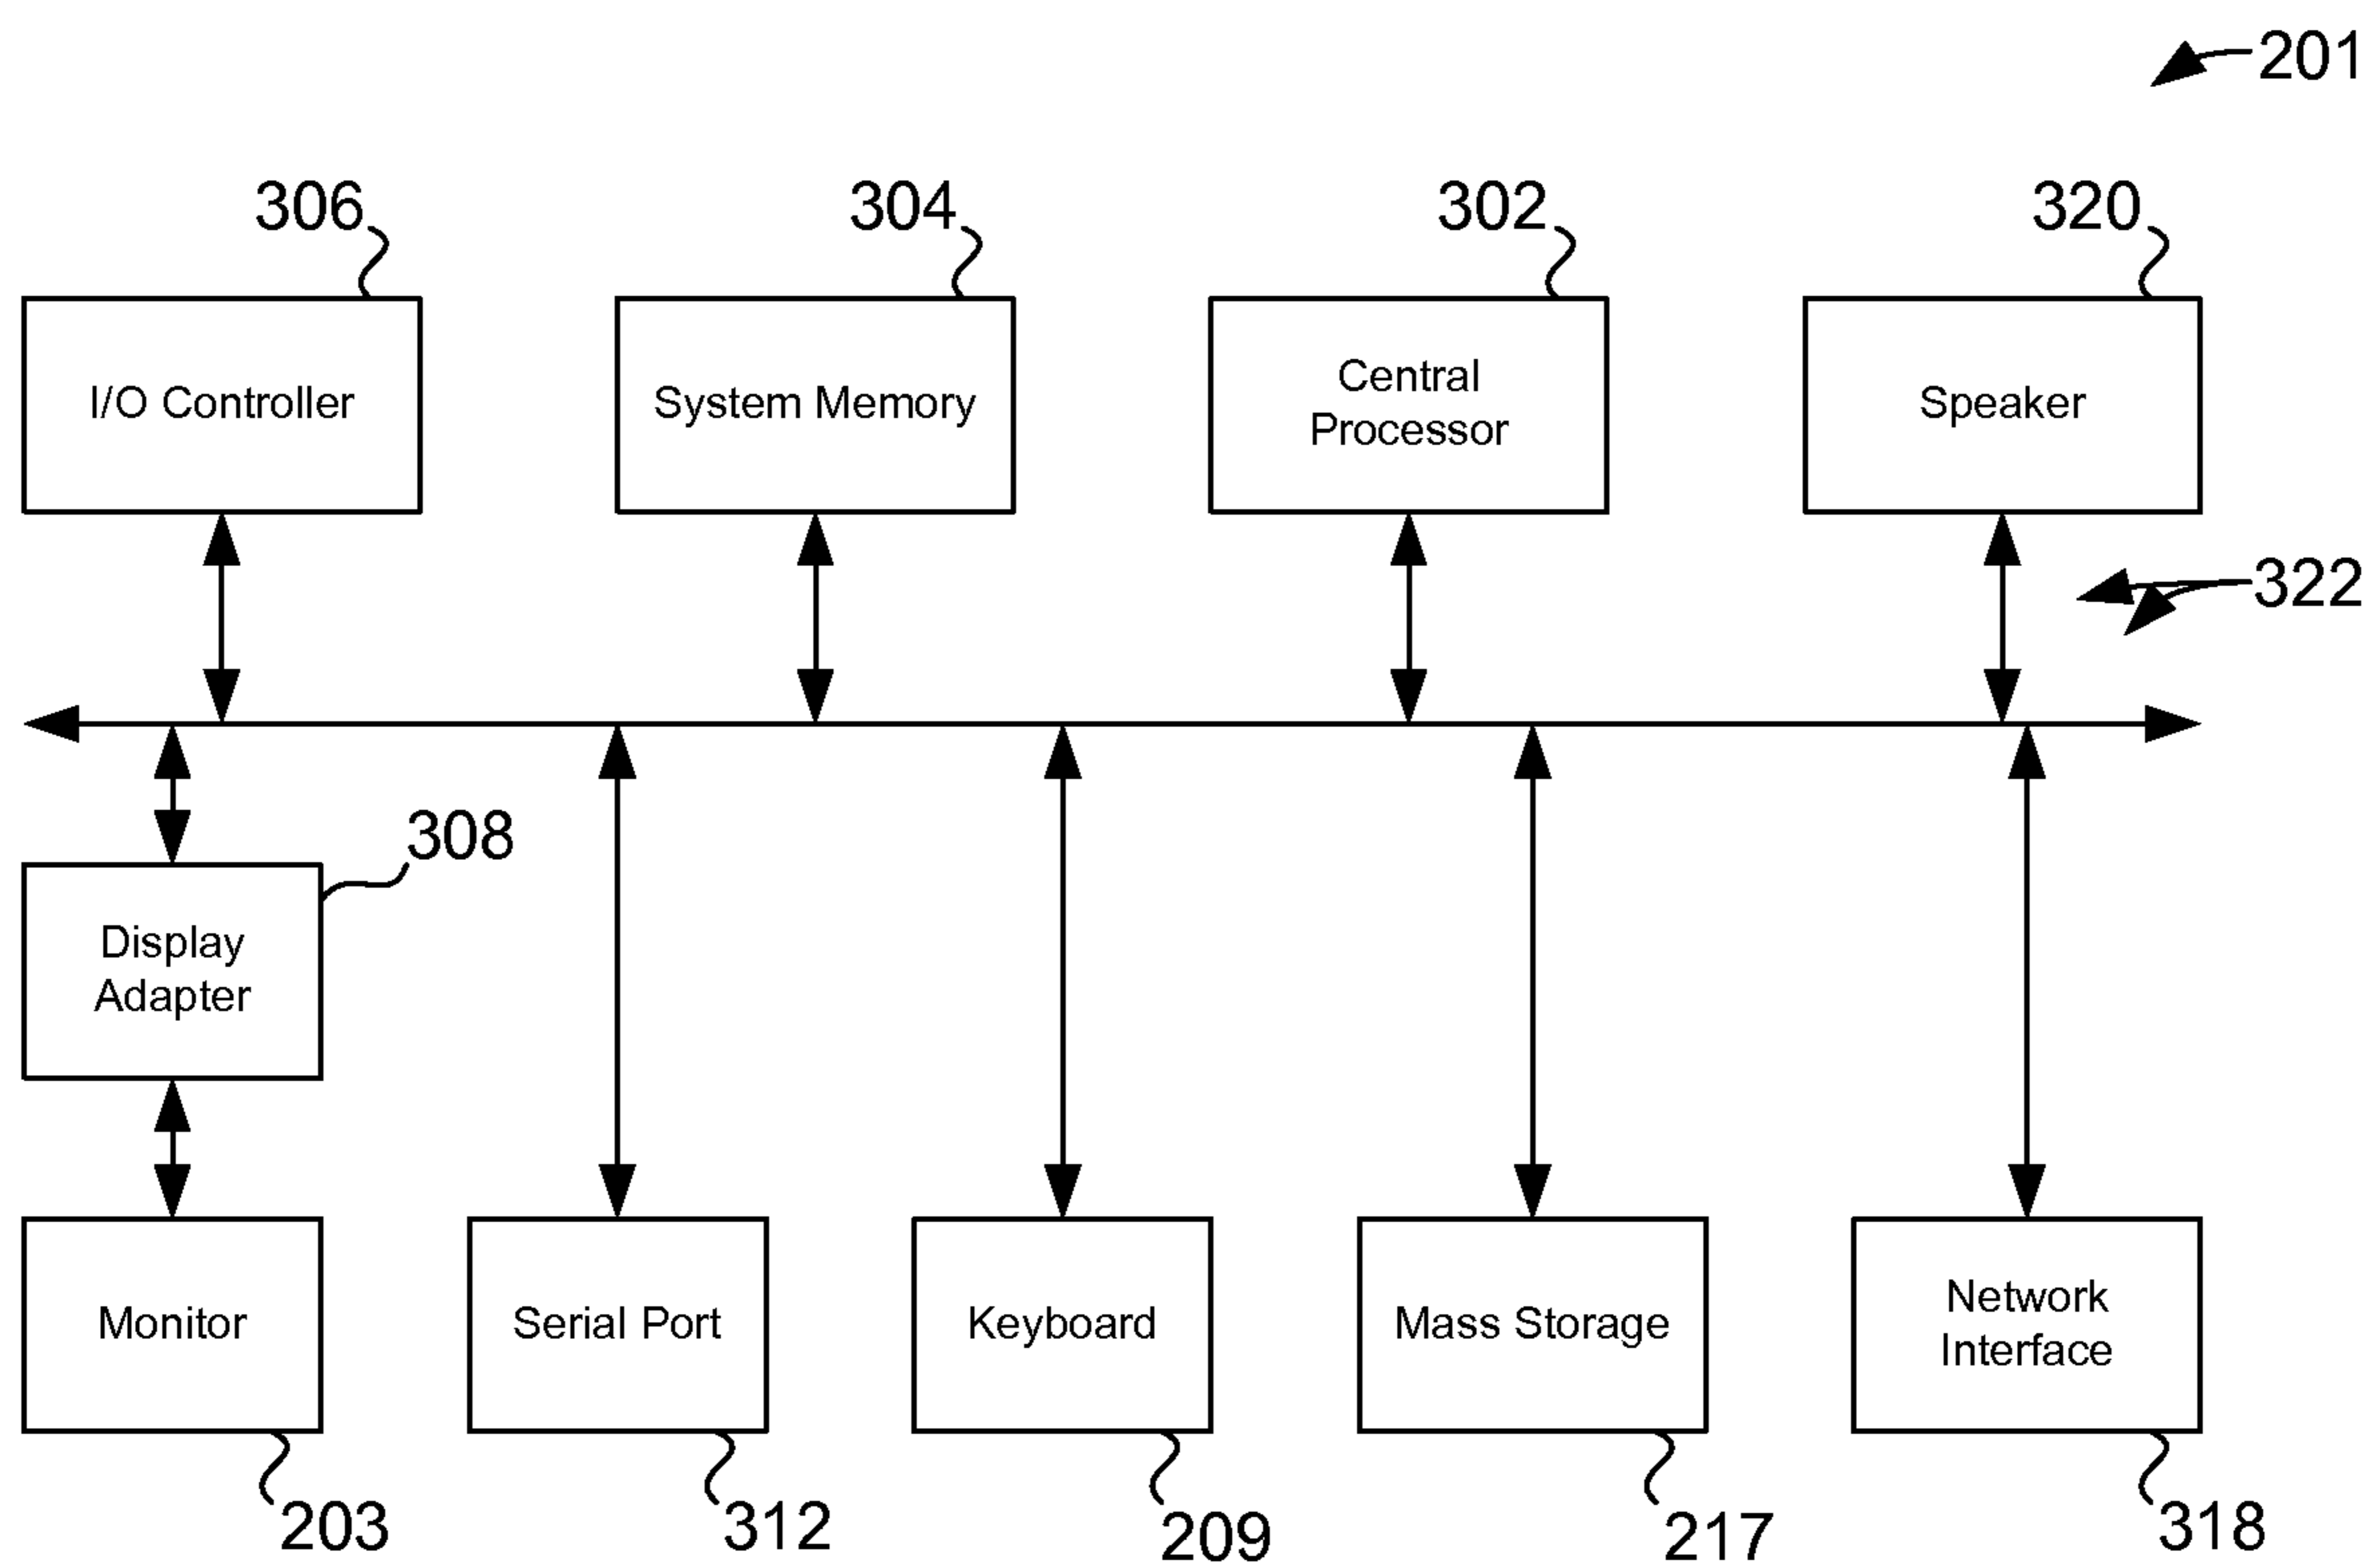 201
306
304
302
320
I/O Controller
System Memory
Central
Processor
Speaker
322
308
Display
Adapter
Monitor
Serial Port
Keyboard
Mass Storage
Network
Interface
203
312
209
217
318